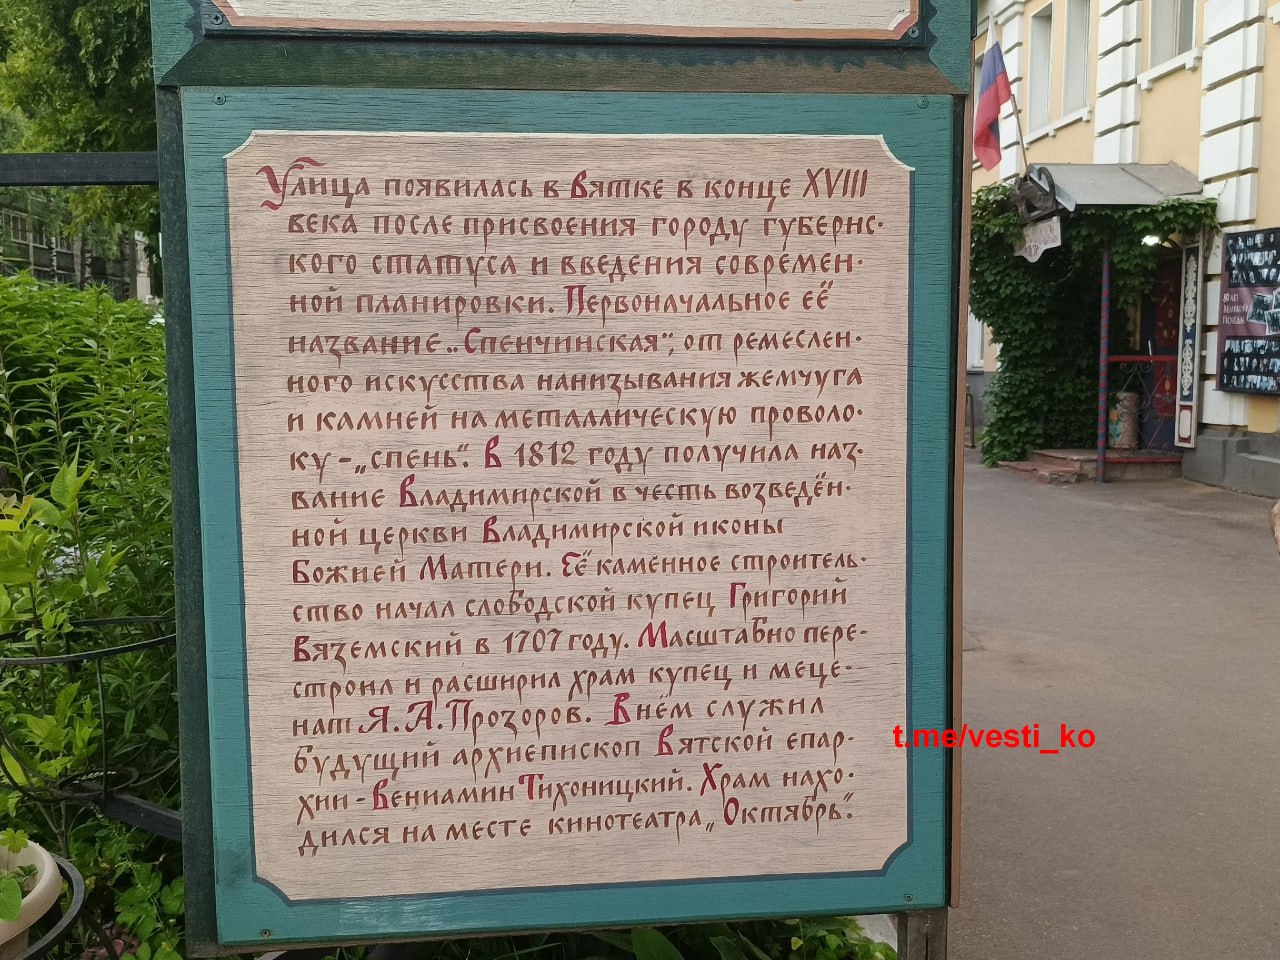 Улица появилась в Вятке в конце XVIII
века после присвоения городу губернс-
кого статуса и введения современ-
ной планировки. Первоначальное её
название „Спенчинская“, от ремеслен-
ного искусства нанизывания жемчуга
и камней на металлическую проволо-
ку - „спень“. В 1812 году получила наз-
вание Владимирской в честь возведён-
ной церкви Владимирской иконы
Божией Матери. Её каменное строитель-
ство начал слободской купец Григорий
Вяземский в 1707 году. Масштабно пере-
строил и расширил храм купец и меце-
нат Я. А. Прозоров. В нём служил
будущий архиепископ Вятской епар-
хии - Вениамин Тихоницкий. Храм нахо-
дился на месте кинотеатра „Октябрь“.
t.me/vesti_ko
80 ЛЕТ
ВЕЛИКОЙ
ПОБЕДЫ